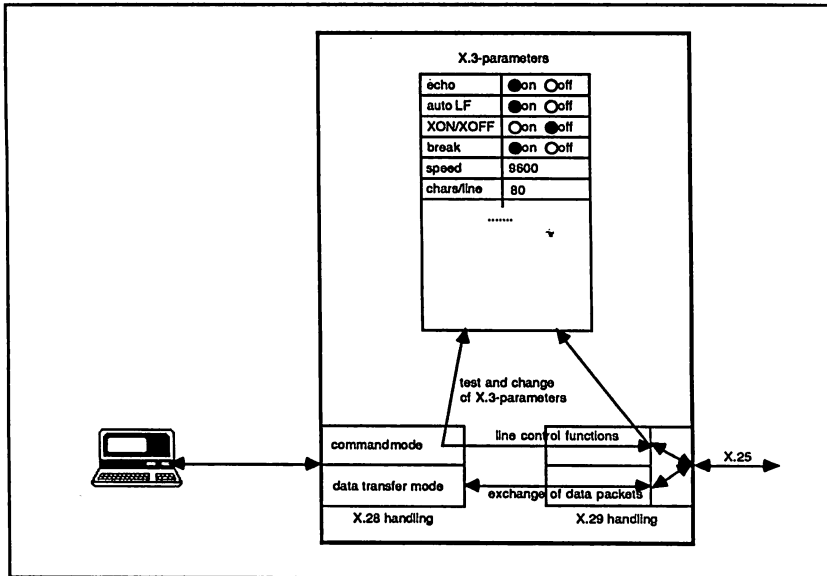 X.3-parameters
echo on off
auto LF on off
XON/XOFF on off
break on off
speed 9600
chars/line 80
.......
test and change
of X.3-parameters
commandmode
line control functions
X.25
data transfer mode
exchange of data packets
X.28 handling
X.29 handling